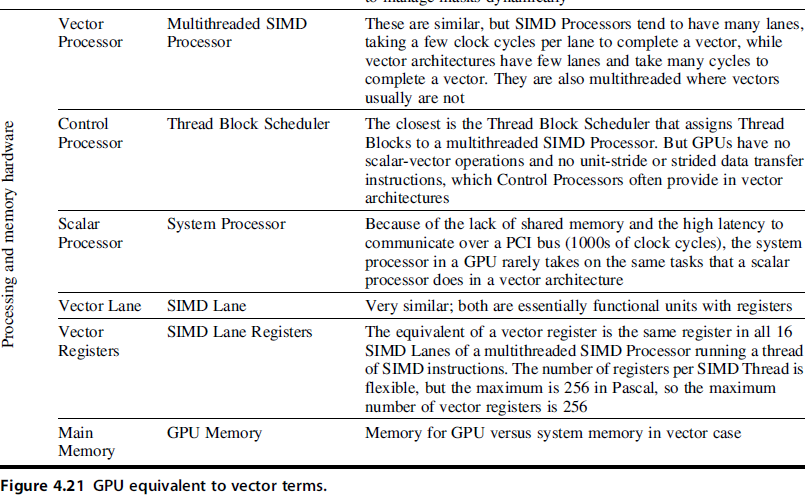 to manage masks dynamically
Processing and memory hardware
Vector Multithreaded SIMD These are similar, but SIMD Processors tend to have many lanes,
Processor Processor taking a few clock cycles per lane to complete a vector, while
vector architectures have few lanes and take many cycles to
complete a vector. They are also multithreaded where vectors
usually are not
Control Thread Block Scheduler The closest is the Thread Block Scheduler that assigns Thread
Processor Blocks to a multithreaded SIMD Processor. But GPUs have no
scalar-vector operations and no unit-stride or strided data transfer
instructions, which Control Processors often provide in vector
architectures
Scalar System Processor Because of the lack of shared memory and the high latency to
Processor communicate over a PCI bus (1000s of clock cycles), the system
processor in a GPU rarely takes on the same tasks that a scalar
processor does in a vector architecture
Vector Lane SIMD Lane Very similar; both are essentially functional units with registers
Vector SIMD Lane Registers The equivalent of a vector register is the same register in all 16
Registers SIMD Lanes of a multithreaded SIMD Processor running a thread
of SIMD instructions. The number of registers per SIMD Thread is
flexible, but the maximum is 256 in Pascal, so the maximum
number of vector registers is 256
Main GPU Memory Memory for GPU versus system memory in vector case
Memory
Figure 4.21 GPU equivalent to vector terms.